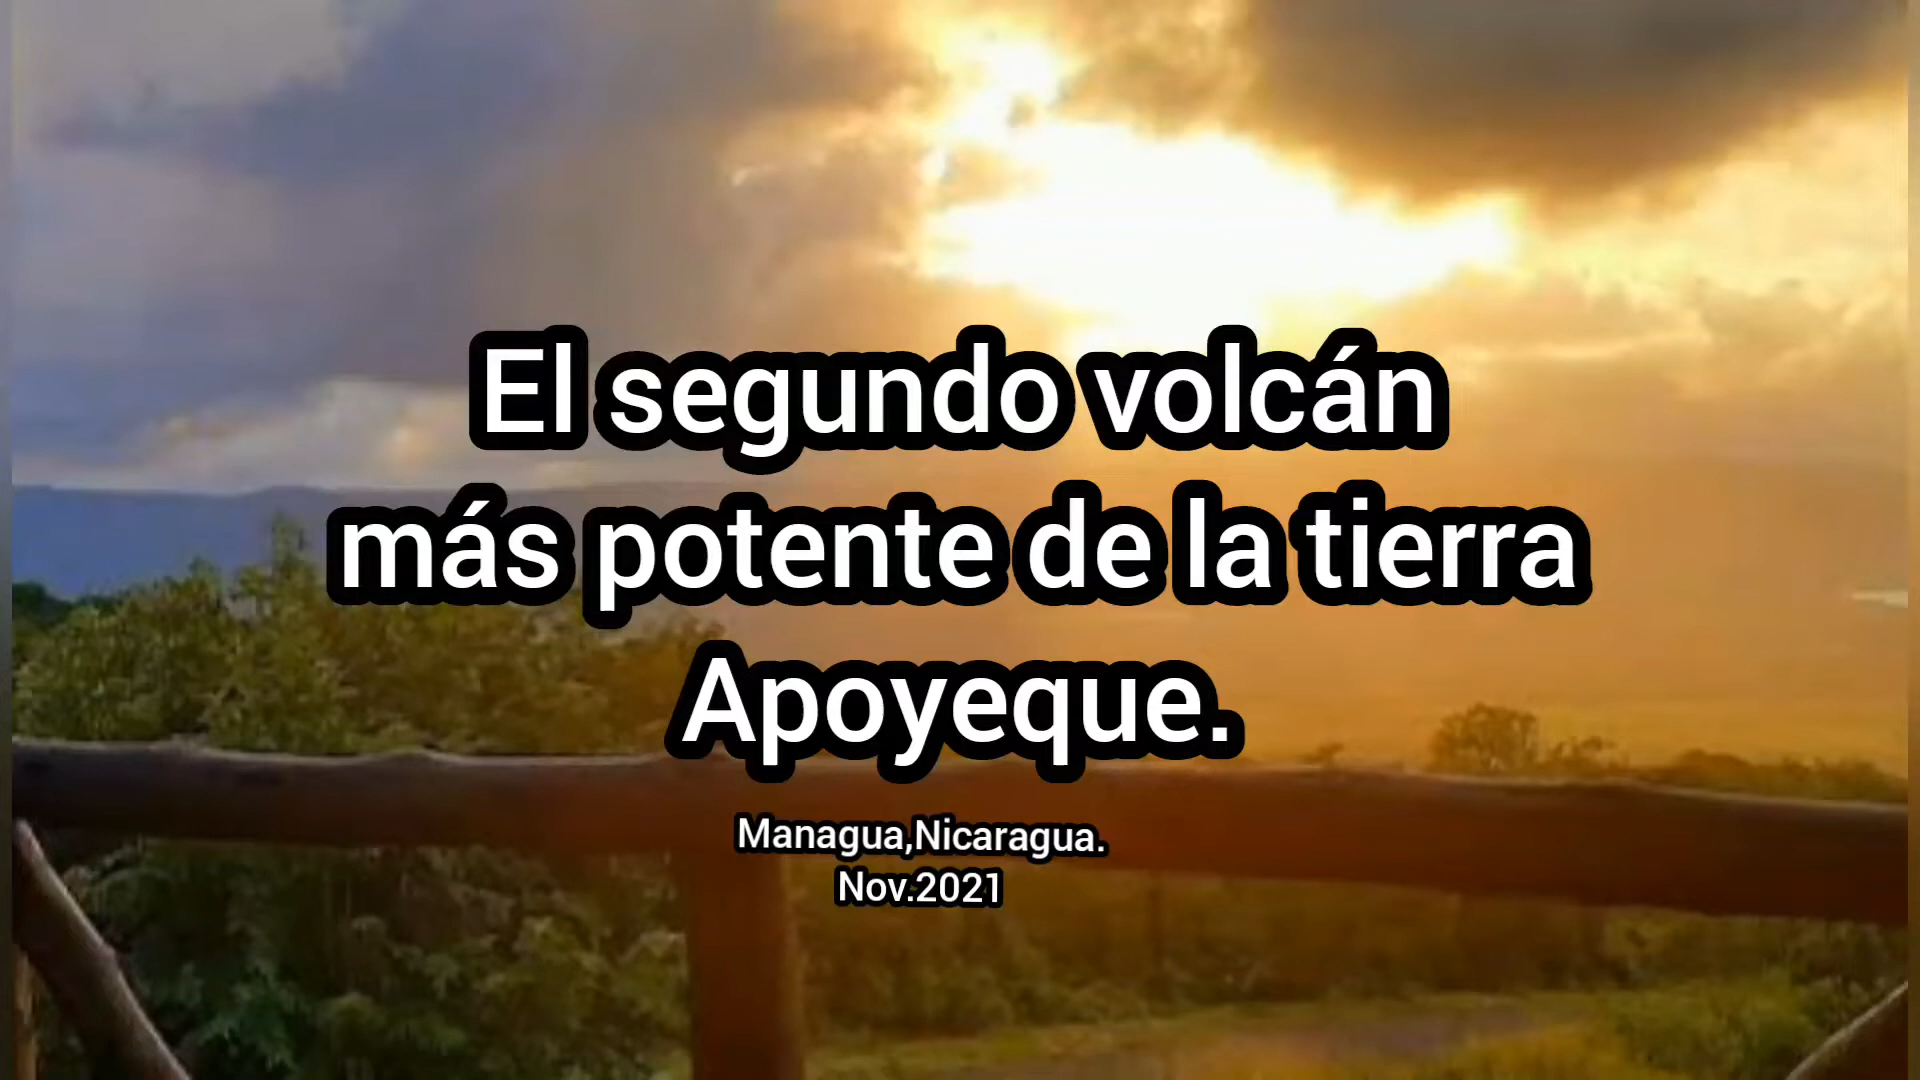 El segundo volcán
más potente de la tierra
Apoyeque.
Managua,Nicaragua.
Nov.2021